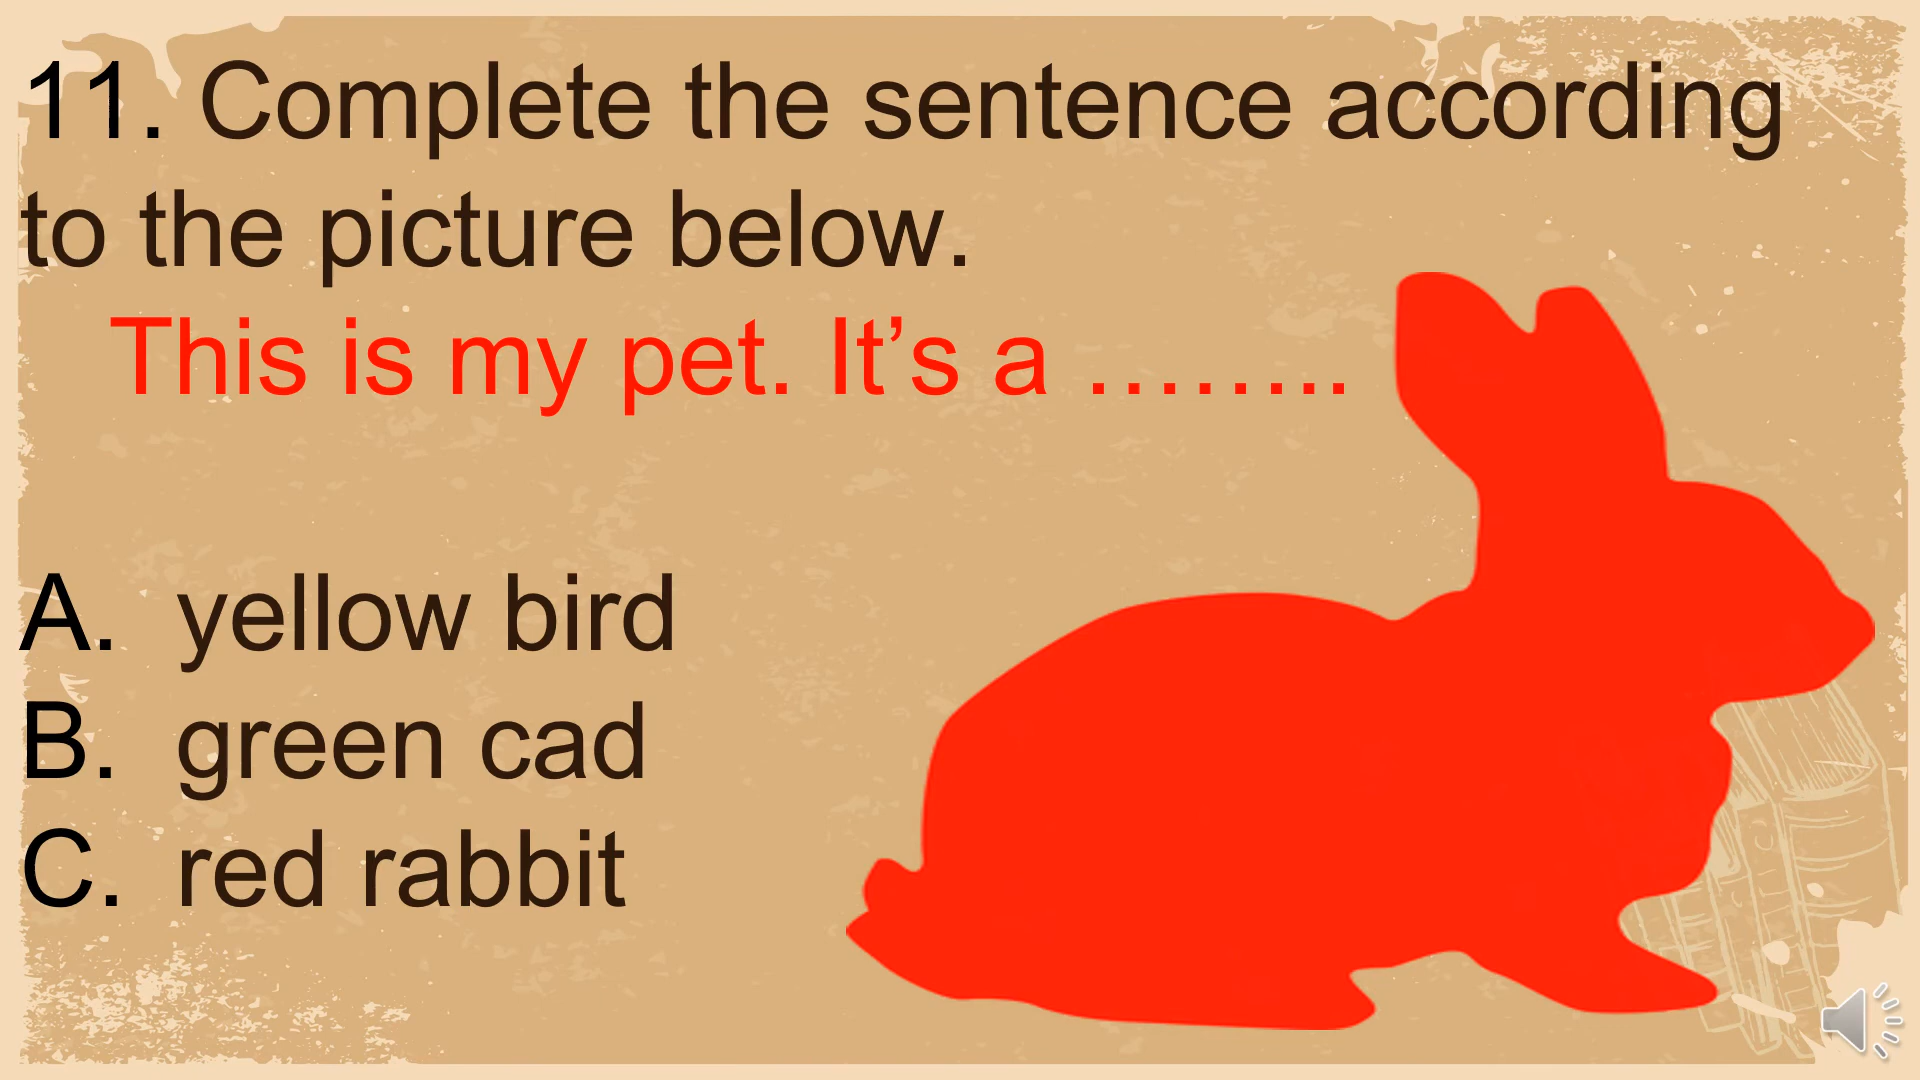 11. Complete the sentence according
to the picture below.
This is my pet. It’s a ……..
A. yellow bird
B. green cad
C. red rabbit